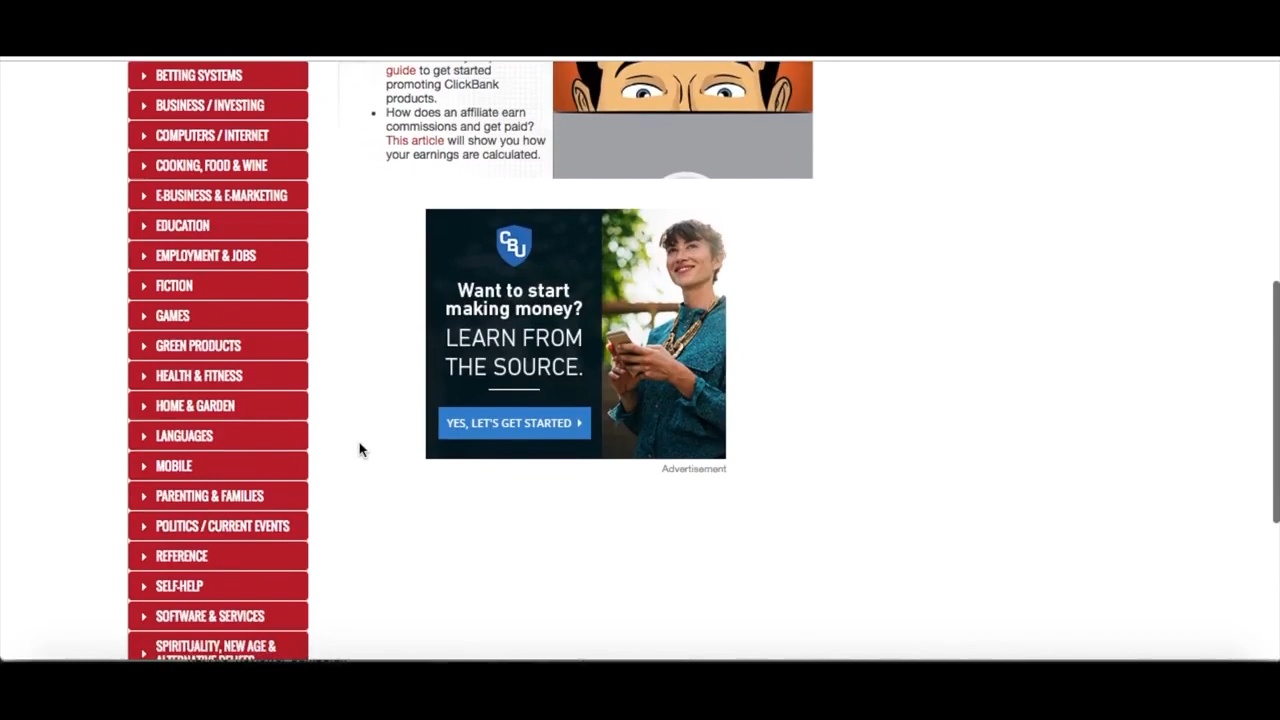 BETTING SYSTEMS
BUSINESS / INVESTING
COMPUTERS / INTERNET
COOKING, FOOD & WINE
E-BUSINESS & E-MARKETING
EDUCATION
EMPLOYMENT & JOBS
FICTION
GAMES
GREEN PRODUCTS
HEALTH & FITNESS
HOME & GARDEN
LANGUAGES
MOBILE
PARENTING & FAMILIES
POLITICS / CURRENT EVENTS
REFERENCE
SELF-HELP
SOFTWARE & SERVICES
SPIRITUALITY, NEW AGE &
guide to get started
promoting ClickBank
products.
How does an affiliate earn
commissions and get paid?
This article will show you how
your earnings are calculated.
CBU
Want to start
making money?
LEARN FROM
THE SOURCE.
YES, LET'S GET STARTED
Advertisement